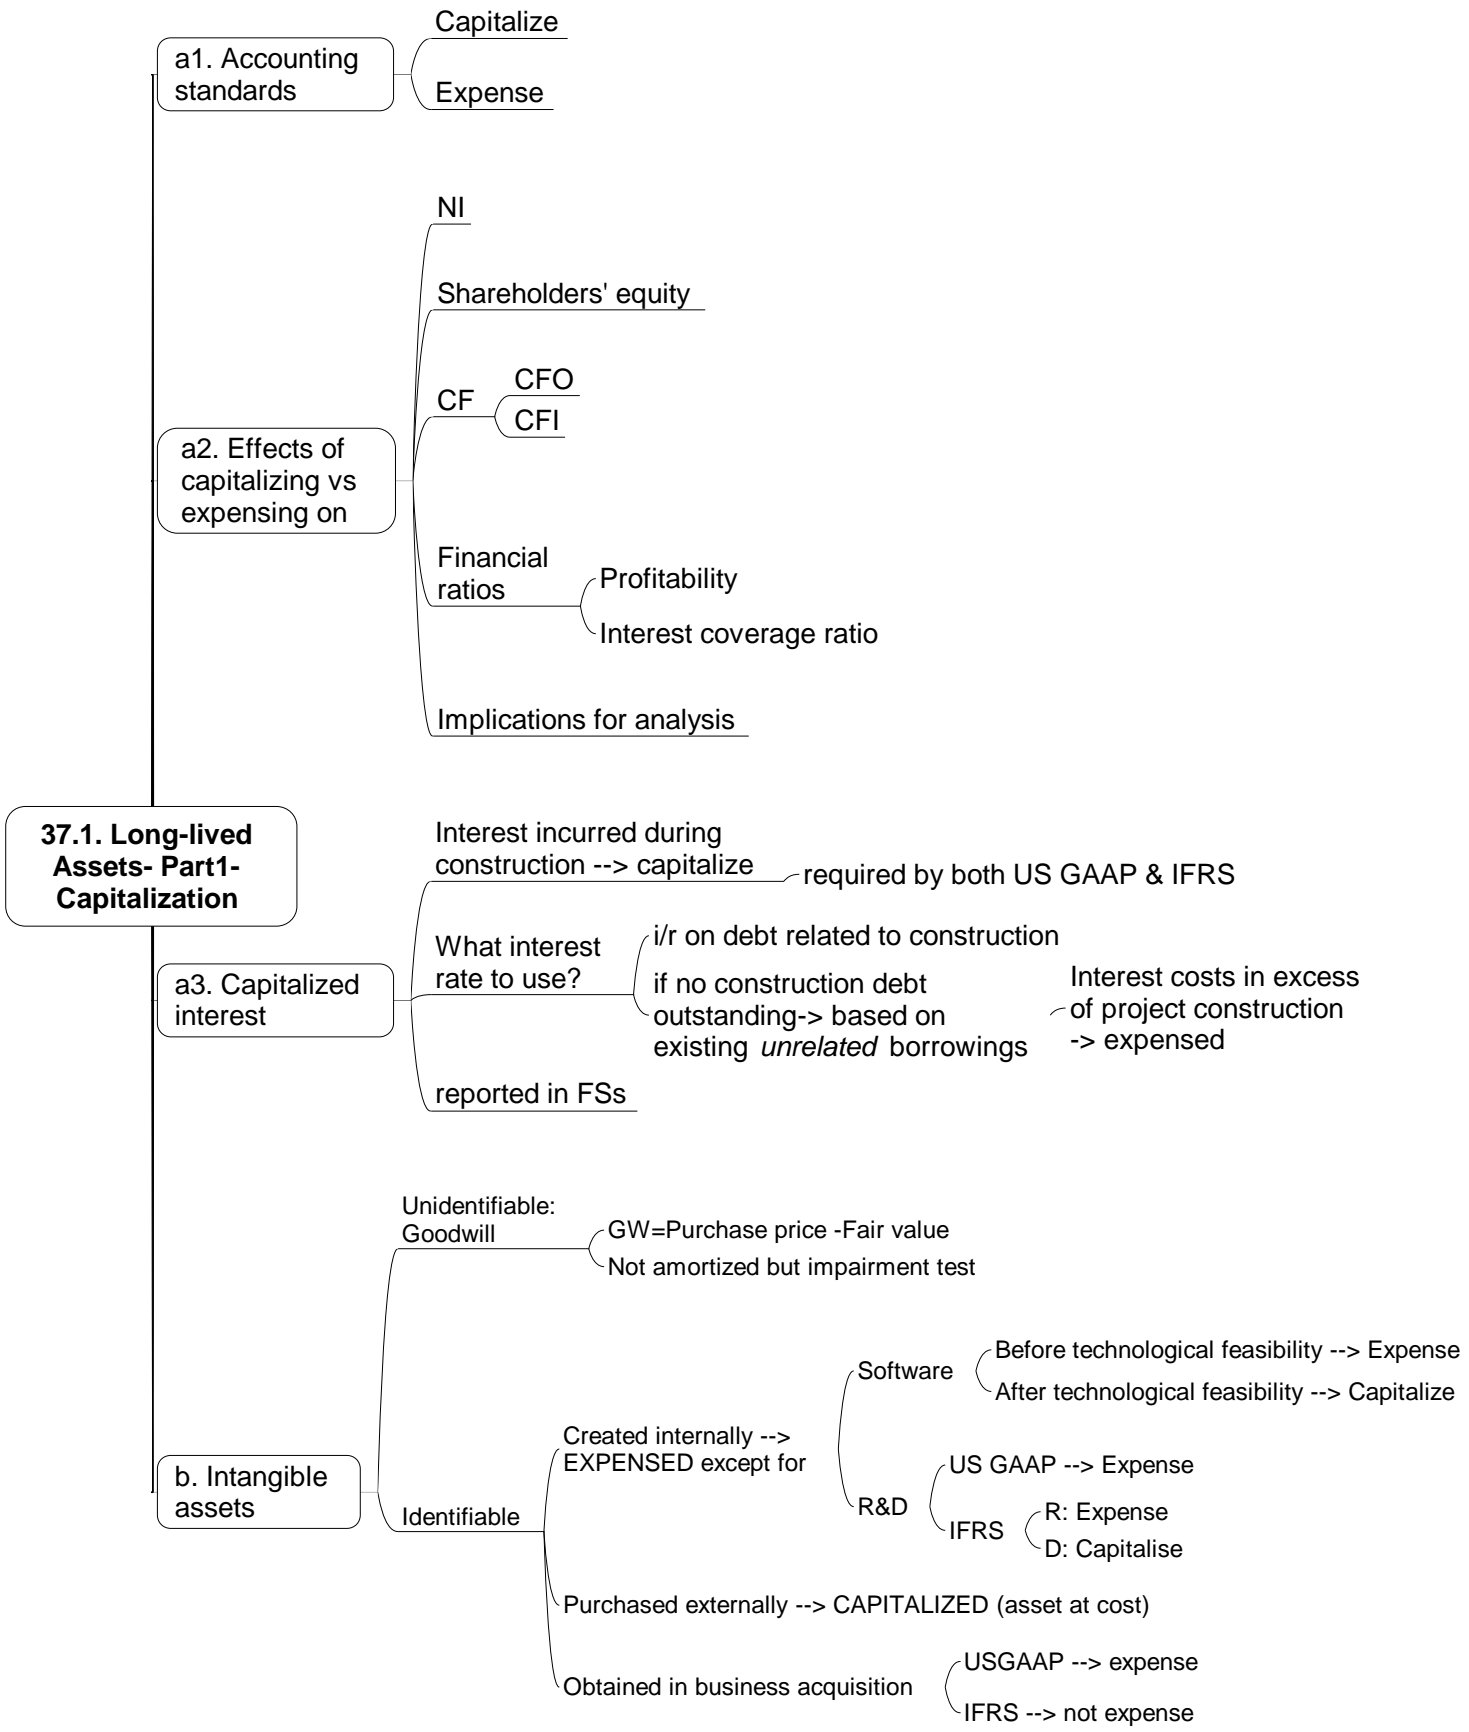 Capitalize
a1. Accounting
standards
Expense
NI
Shareholders' equity
CFO
CF
CFI
a2. Effects of
capitalizing vs
expensing on
Financial
ratios
Profitability
Interest coverage ratio
Implications for analysis
37.1. Long-lived
Assets- Part1-
Capitalization
Interest incurred during
construction --> capitalize
required by both US GAAP & IFRS
What interest
rate to use?
i/r on debt related to construction
if no construction debt
outstanding-> based on
existing unrelated borrowings
Interest costs in excess
of project construction
-> expensed
a3. Capitalized
interest
reported in FSs
Unidentifiable:
Goodwill
GW=Purchase price -Fair value
Not amortized but impairment test
Software
Before technological feasibility --> Expense
After technological feasibility --> Capitalize
Created internally -->
EXPENSED except for
b. Intangible
assets
Identifiable
R&D
US GAAP --> Expense
IFRS
R: Expense
D: Capitalise
Purchased externally --> CAPITALIZED (asset at cost)
Obtained in business acquisition
USGAAP --> expense
IFRS --> not expense